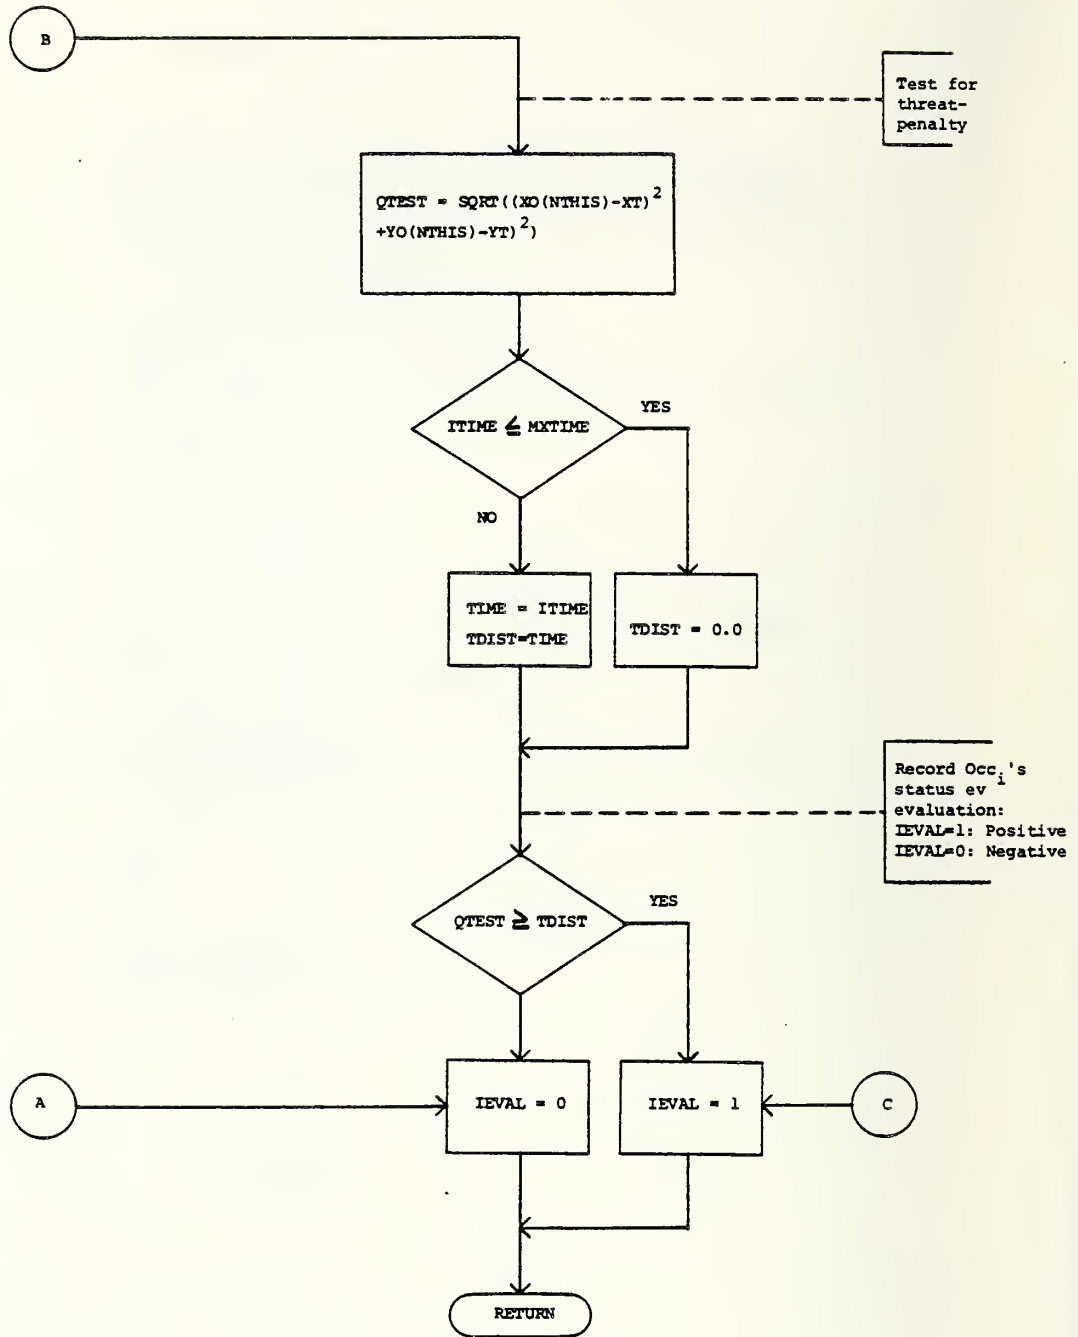 B
Test for
threat-
penalty
QTEST = SQRT((XO(NTHIS)-XT)²
+YO(NTHIS)-YT)²)
ITIME ≦ MXTIME
YES
NO
TIME = ITIME
TDIST=TIME
TDIST = 0.0
Record Occᵢ's
status ev
evaluation:
IEVAL=1: Positive
IEVAL=0: Negative
QTEST ≧ TDIST
YES
A
IEVAL = 0
IEVAL = 1
C
RETURN